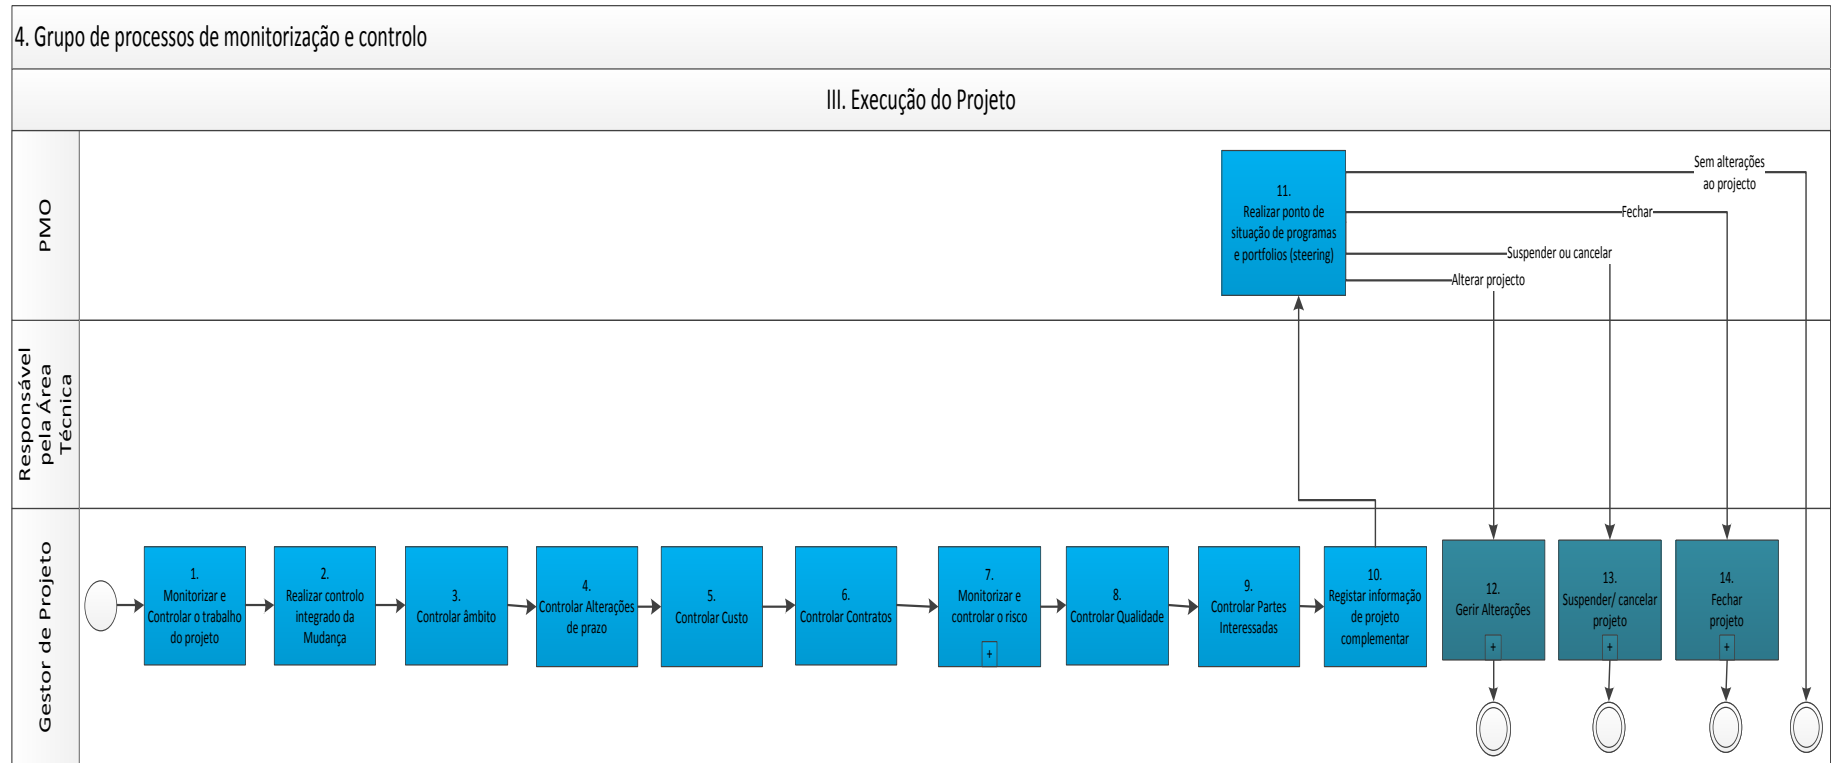 4. Grupo de processos de monitorização e controlo
III. Execução do Projeto
PMO
11.
Realizar ponto de
situação de programas
e portfolios (steering)
Sem alterações
ao projecto
Fechar
Suspender ou cancelar
Alterar projecto
Responsável
pela Área
Técnica
Gestor de Projeto
1.
Monitorizar e
Controlar o trabalho
do projeto
2.
Realizar controlo
integrado da
Mudança
3.
Controlar âmbito
4.
Controlar Alterações
de prazo
5.
Controlar Custo
6.
Controlar Contratos
7.
Monitorizar e
controlar o risco
+
8.
Controlar Qualidade
9.
Controlar Partes
Interessadas
10.
Registar informação
de projeto
complementar
12.
Gerir Alterações
+
13.
Suspender/ cancelar
projeto
+
14.
Fechar
projeto
+